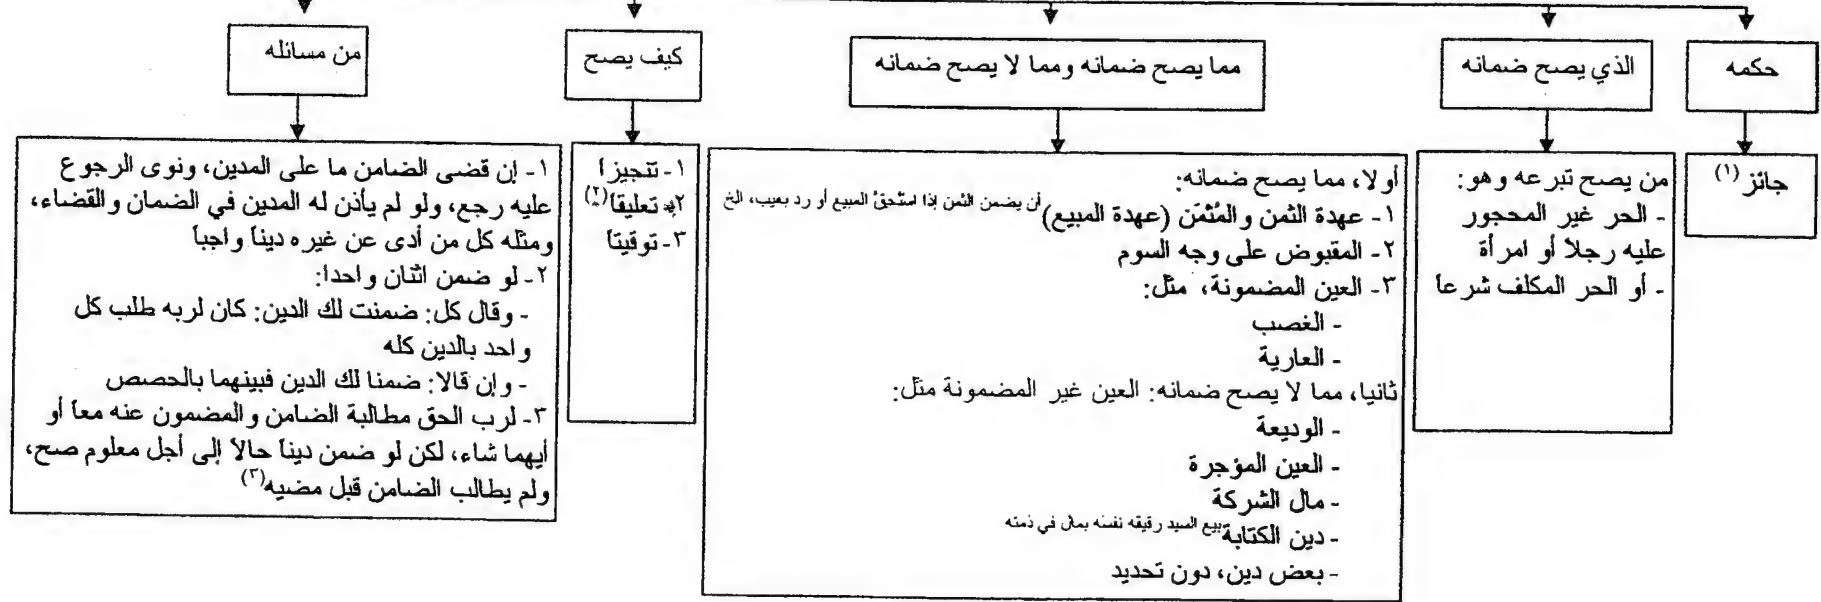 حكمه
جائز (١)
الذي يصح ضمانه
من يصح تبرعه وهو:
- الحر غير المحجور
عليه رجلاً أو امرأة
- أو الحر المكلف شرعا
مما يصح ضمانه ومما لا يصح ضمانه
أولا، مما يصح ضمانه:
١- عهدة الثمن والمُثْمَن (عهدة المبيع) أن يضمن الثمن إذا استُحقّ المبيع أو رد بعيب، الخ
٢- المقبوض على وجه السوم
٣- العين المضمونة، مثل:
- الغصب
- العارية
ثانيا، مما لا يصح ضمانه: العين غير المضمونة مثل:
- الوديعة
- العين المؤجرة
- مال الشركة
- دين الكتابة بيع السيد رقيقه نفسه بمال في ذمته
- بعض دين، دون تحديد
كيف يصح
١- تنجيزا
٢- تعليقا (٢)
٣- توقيتا
من مسائله
١- إن قضى الضامن ما على المدين، ونوى الرجوع
عليه رجع، ولو لم يأذن له المدين في الضمان والقضاء،
ومثله كل من أدى عن غيره ديناً واجباً
٢- لو ضمن اثنان واحدا:
- وقال كل: ضمنت لك الدين: كان لربه طلب كل
واحد بالدين كله
- وإن قالا: ضمنا لك الدين فبينهما بالحصص
٣- لرب الحق مطالبة الضامن والمضمون عنه معاً أو
أيهما شاء، لكن لو ضمن ديناً حالاً إلى أجل معلوم صح،
ولم يطالب الضامن قبل مضيه (٣)